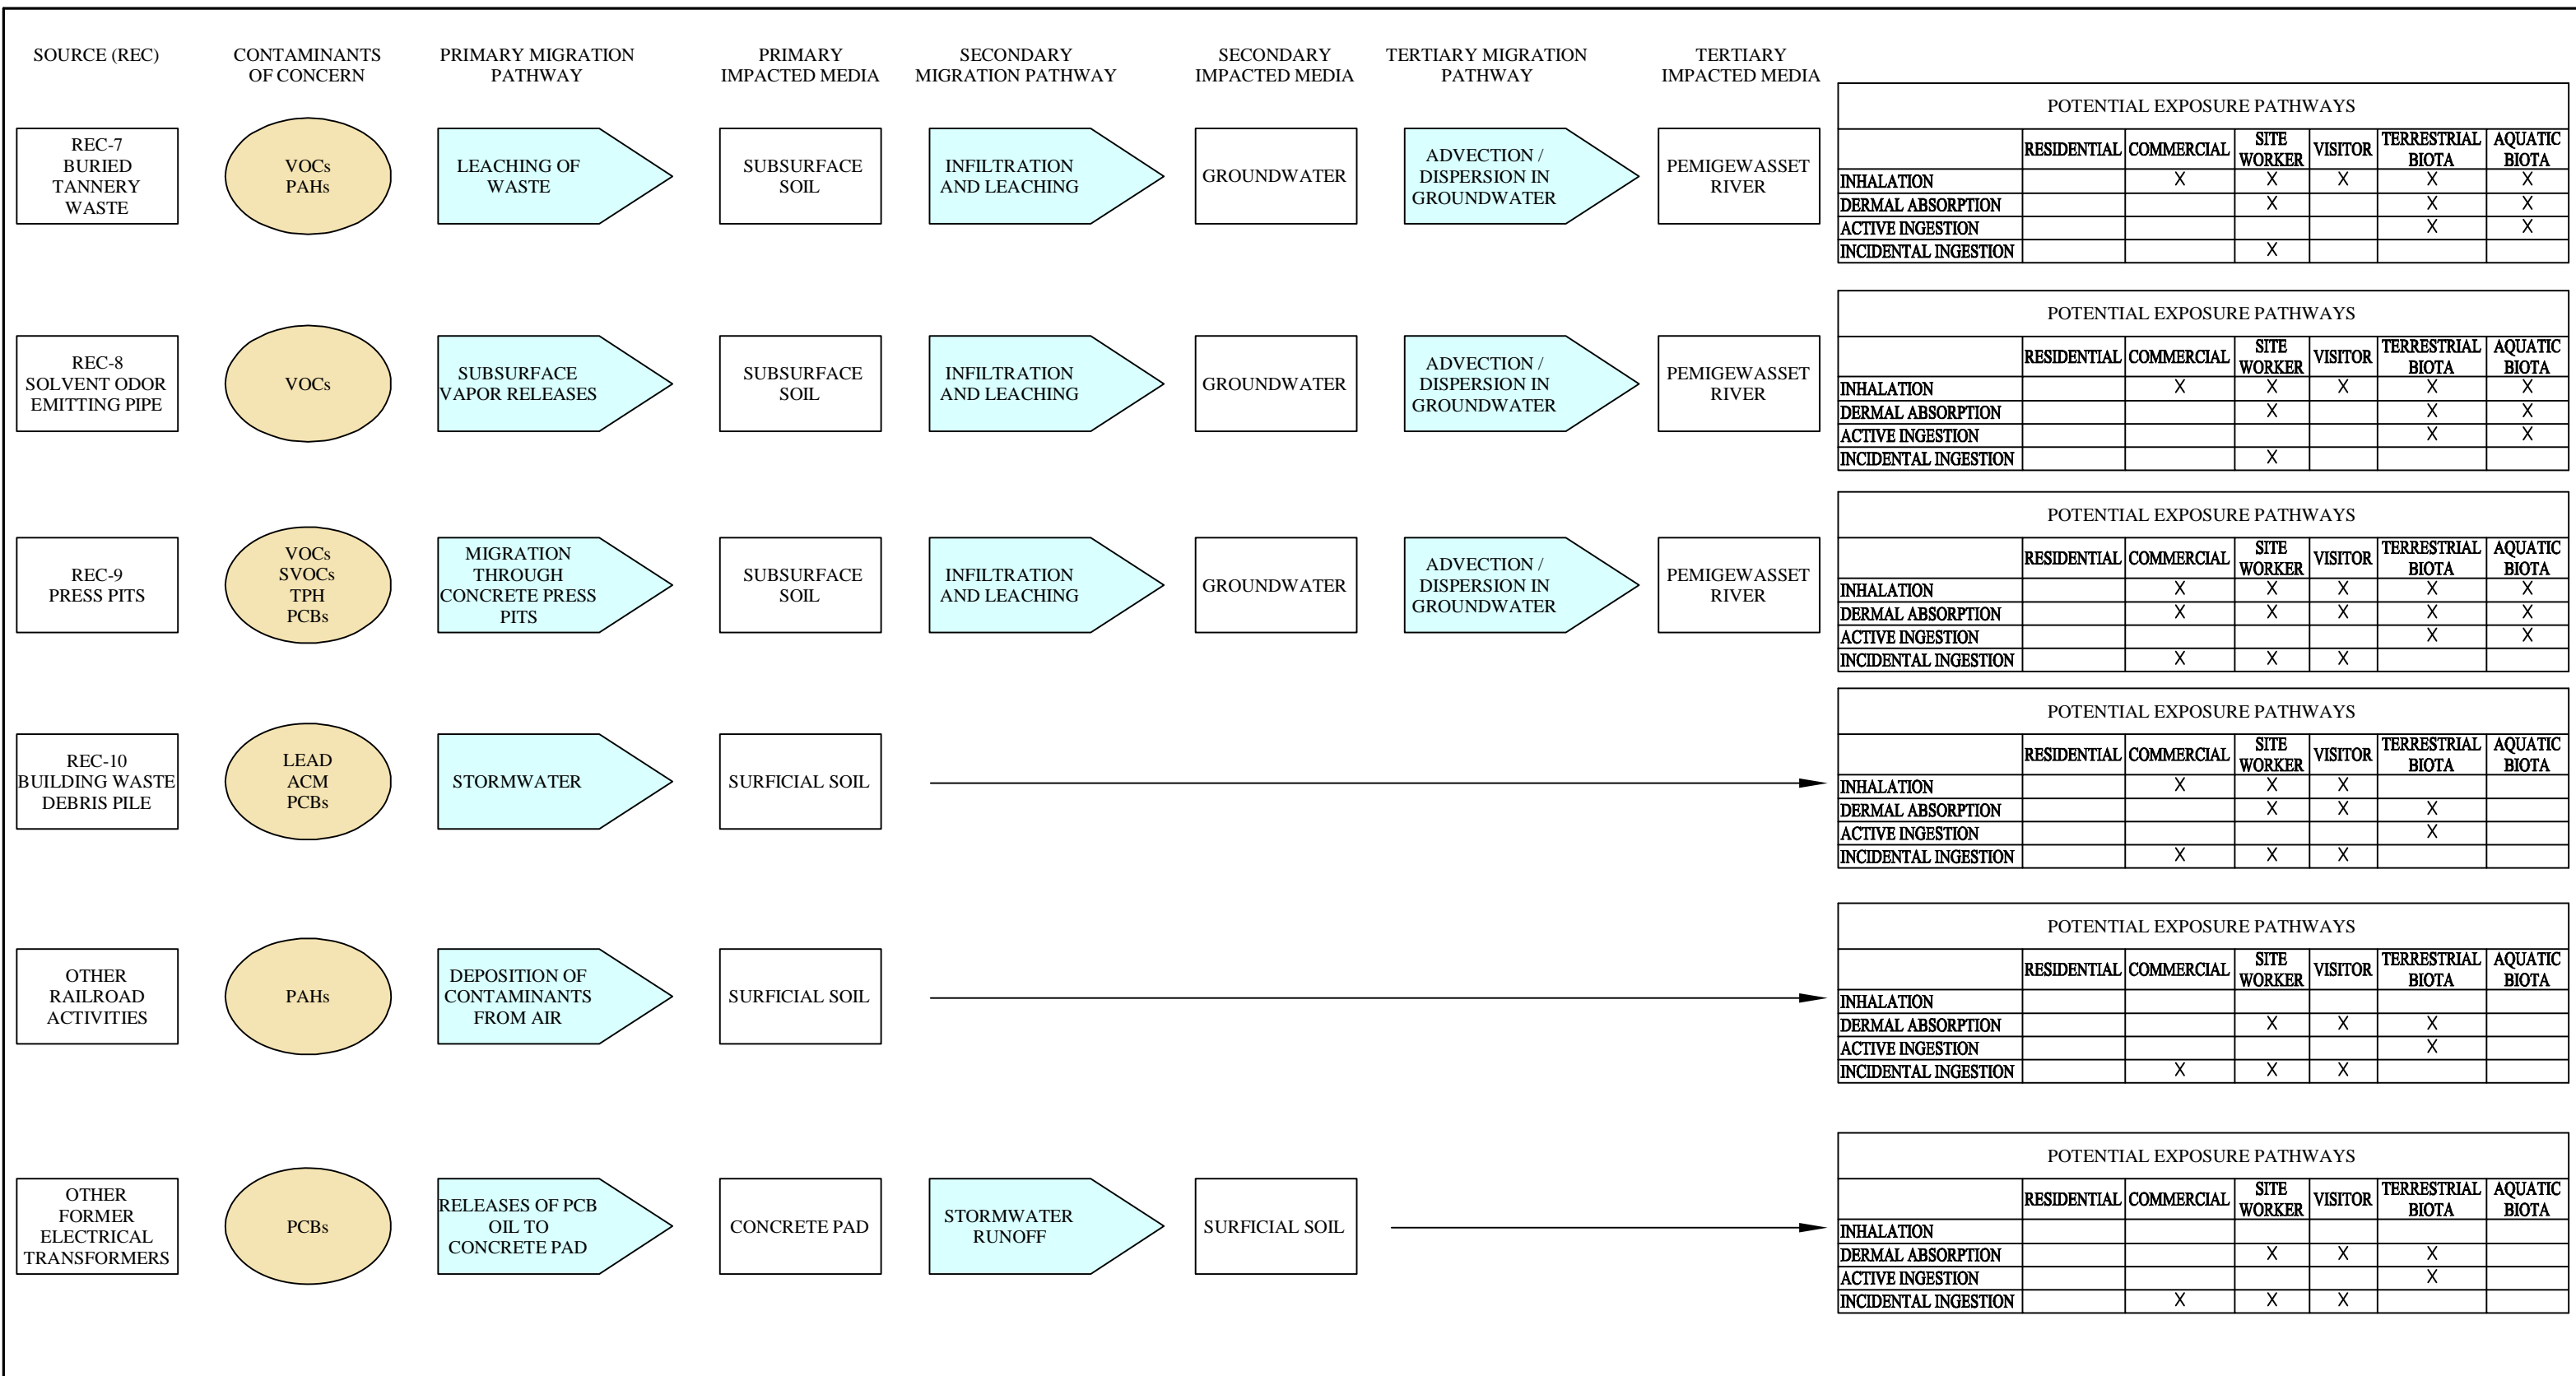 SOURCE (REC)
CONTAMINANTS
OF CONCERN
PRIMARY MIGRATION
PATHWAY
PRIMARY
IMPACTED MEDIA
SECONDARY
MIGRATION PATHWAY
SECONDARY
IMPACTED MEDIA
TERTIARY MIGRATION
PATHWAY
TERTIARY
IMPACTED MEDIA
REC-7
BURIED
TANNERY
WASTE
VOCs
PAHs
LEACHING OF
WASTE
SUBSURFACE
SOIL
INFILTRATION
AND LEACHING
GROUNDWATER
ADVECTION /
DISPERSION IN
GROUNDWATER
PEMIGEWASSET
RIVER
POTENTIAL EXPOSURE PATHWAYS
RESIDENTIAL COMMERCIAL SITE WORKER VISITOR TERRESTRIAL BIOTA AQUATIC BIOTA
INHALATION X X X X X
DERMAL ABSORPTION X X X
ACTIVE INGESTION X X
INCIDENTAL INGESTION X
REC-8
SOLVENT ODOR
EMITTING PIPE
VOCs
SUBSURFACE
VAPOR RELEASES
SUBSURFACE
SOIL
INFILTRATION
AND LEACHING
GROUNDWATER
ADVECTION /
DISPERSION IN
GROUNDWATER
PEMIGEWASSET
RIVER
POTENTIAL EXPOSURE PATHWAYS
RESIDENTIAL COMMERCIAL SITE WORKER VISITOR TERRESTRIAL BIOTA AQUATIC BIOTA
INHALATION X X X X X
DERMAL ABSORPTION X X X
ACTIVE INGESTION X X
INCIDENTAL INGESTION X
REC-9
PRESS PITS
VOCs
SVOCs
TPH
PCBs
MIGRATION
THROUGH
CONCRETE PRESS
PITS
SUBSURFACE
SOIL
INFILTRATION
AND LEACHING
GROUNDWATER
ADVECTION /
DISPERSION IN
GROUNDWATER
PEMIGEWASSET
RIVER
POTENTIAL EXPOSURE PATHWAYS
RESIDENTIAL COMMERCIAL SITE WORKER VISITOR TERRESTRIAL BIOTA AQUATIC BIOTA
INHALATION X X X X X
DERMAL ABSORPTION X X X X X
ACTIVE INGESTION X X
INCIDENTAL INGESTION X X X
REC-10
BUILDING WASTE
DEBRIS PILE
LEAD
ACM
PCBs
STORMWATER
SURFICIAL SOIL
POTENTIAL EXPOSURE PATHWAYS
RESIDENTIAL COMMERCIAL SITE WORKER VISITOR TERRESTRIAL BIOTA AQUATIC BIOTA
INHALATION X X X
DERMAL ABSORPTION X X X
ACTIVE INGESTION X
INCIDENTAL INGESTION X X X
OTHER
RAILROAD
ACTIVITIES
PAHs
DEPOSITION OF
CONTAMINANTS
FROM AIR
SURFICIAL SOIL
POTENTIAL EXPOSURE PATHWAYS
RESIDENTIAL COMMERCIAL SITE WORKER VISITOR TERRESTRIAL BIOTA AQUATIC BIOTA
INHALATION
DERMAL ABSORPTION X X X
ACTIVE INGESTION X
INCIDENTAL INGESTION X X X
OTHER
FORMER
ELECTRICAL
TRANSFORMERS
PCBs
RELEASES OF PCB
OIL TO
CONCRETE PAD
CONCRETE PAD
STORMWATER
RUNOFF
SURFICIAL SOIL
POTENTIAL EXPOSURE PATHWAYS
RESIDENTIAL COMMERCIAL SITE WORKER VISITOR TERRESTRIAL BIOTA AQUATIC BIOTA
INHALATION
DERMAL ABSORPTION X X X
ACTIVE INGESTION X
INCIDENTAL INGESTION X X X